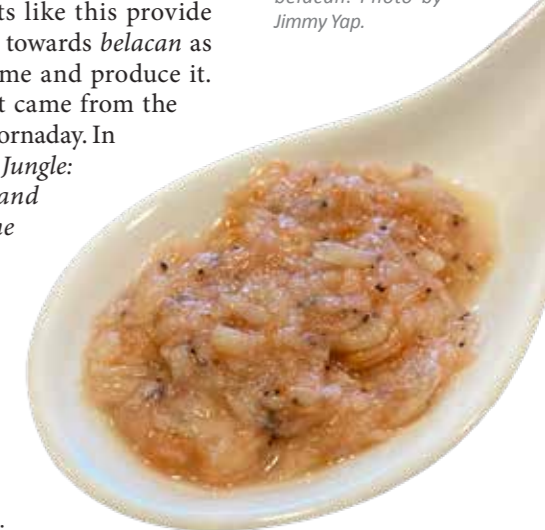 ts like this provide
towards belacan as
me and produce it.
t came from the
ornaday. In
Jungle:
and
belacan. Photo by
Jimmy Yap.